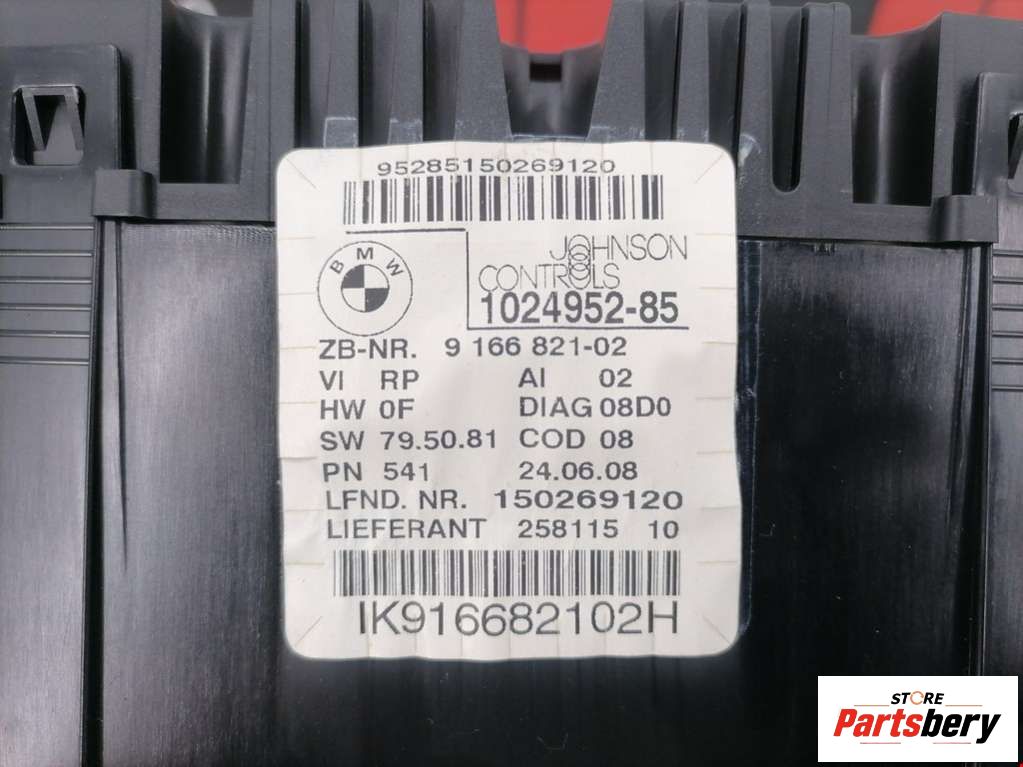 95285150269120
BMW
JOHNSON
CONTROLS
1024952-85
ZB-NR. 9 166 821-02
VI RP AI 02
HW 0F DIAG 08D0
SW 79.50.81 COD 08
PN 541 24.06.08
LFND. NR. 150269120
LIEFERANT 258115 10
IK916682102H
STORE
Partsbery